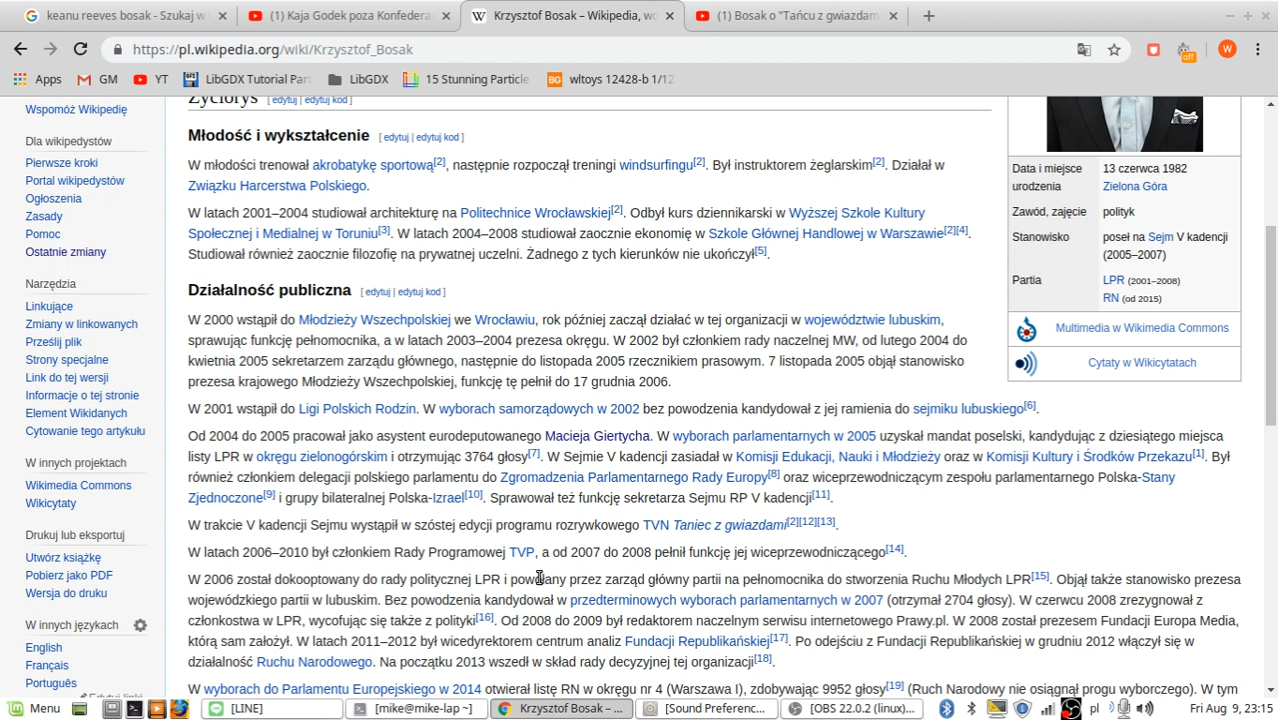 keanu reeves bosak - Szukaj w
(1) Kaja Godek poza Konfedera
Krzysztof Bosak – Wikipedia, wo
(1) Bosak o "Tańcu z gwiazdami
https://pl.wikipedia.org/wiki/Krzysztof_Bosak
W
off
Apps
GM
YT
LibGDX Tutorial Par
LibGDX
15 Stunning Particle
BG wltoys 12428-b 1/12
Wspomóż Wikipedię
Dla wikipedystów
Pierwsze kroki
Portal wikipedystów
Ogłoszenia
Zasady
Pomoc
Ostatnie zmiany
Narzędzia
Linkujące
Zmiany w linkowanych
Prześlij plik
Strony specjalne
Link do tej wersji
Informacje o tej stronie
Element Wikidanych
Cytowanie tego artykułu
W innych projektach
Wikimedia Commons
Wikicytaty
Drukuj lub eksportuj
Utwórz książkę
Pobierz jako PDF
Wersja do druku
W innych językach
English
Français
Português
Edytuj linki
Życiorys [ edytuj | edytuj kod ]
Młodość i wykształcenie [ edytuj | edytuj kod ]
W młodości trenował akrobatykę sportową[2], następnie rozpoczął treningi windsurfingu[2]. Był instruktorem żeglarskim[2]. Działał w
Związku Harcerstwa Polskiego.
W latach 2001–2004 studiował architekturę na Politechnice Wrocławskiej[2]. Odbył kurs dziennikarski w Wyższej Szkole Kultury
Społecznej i Medialnej w Toruniu[3]. W latach 2004–2008 studiował zaocznie ekonomię w Szkole Głównej Handlowej w Warszawie[2][4].
Studiował również zaocznie filozofię na prywatnej uczelni. Żadnego z tych kierunków nie ukończył[5].
Działalność publiczna [ edytuj | edytuj kod ]
W 2000 wstąpił do Młodzieży Wszechpolskiej we Wrocławiu, rok później zaczął działać w tej organizacji w województwie lubuskim,
sprawując funkcję pełnomocnika, a w latach 2003–2004 prezesa okręgu. W 2002 był członkiem rady naczelnej MW, od lutego 2004 do
kwietnia 2005 sekretarzem zarządu głównego, następnie do listopada 2005 rzecznikiem prasowym. 7 listopada 2005 objął stanowisko
prezesa krajowego Młodzieży Wszechpolskiej, funkcję tę pełnił do 17 grudnia 2006.
W 2001 wstąpił do Ligi Polskich Rodzin. W wyborach samorządowych w 2002 bez powodzenia kandydował z jej ramienia do sejmiku lubuskiego[6].
Od 2004 do 2005 pracował jako asystent eurodeputowanego Macieja Giertycha. W wyborach parlamentarnych w 2005 uzyskał mandat poselski, kandydując z dziesiątego miejsca
listy LPR w okręgu zielonogórskim i otrzymując 3764 głosy[7]. W Sejmie V kadencji zasiadał w Komisji Edukacji, Nauki i Młodzieży oraz w Komisji Kultury i Środków Przekazu[1]. Był
również członkiem delegacji polskiego parlamentu do Zgromadzenia Parlamentarnego Rady Europy[8] oraz wiceprzewodniczącym zespołu parlamentarnego Polska-Stany
Zjednoczone[9] i grupy bilateralnej Polska-Izrael[10]. Sprawował też funkcję sekretarza Sejmu RP V kadencji[11].
W trakcie V kadencji Sejmu wystąpił w szóstej edycji programu rozrywkowego TVN Taniec z gwiazdami[2][12][13].
W latach 2006–2010 był członkiem Rady Programowej TVP, a od 2007 do 2008 pełnił funkcję jej wiceprzewodniczącego[14].
W 2006 został dokooptowany do rady politycznej LPR i powołany przez zarząd główny partii na pełnomocnika do stworzenia Ruchu Młodych LPR[15]. Objął także stanowisko prezesa
wojewódzkiego partii w lubuskim. Bez powodzenia kandydował w przedterminowych wyborach parlamentarnych w 2007 (otrzymał 2704 głosy). W czerwcu 2008 zrezygnował z
członkostwa w LPR, wycofując się także z polityki[16]. Od 2008 do 2009 był redaktorem naczelnym serwisu internetowego Prawy.pl. W 2008 został prezesem Fundacji Europa Media,
którą sam założył. W latach 2011–2012 był wicedyrektorem centrum analiz Fundacji Republikańskiej[17]. Po odejściu z Fundacji Republikańskiej w grudniu 2012 włączył się w
działalność Ruchu Narodowego. Na początku 2013 wszedł w skład rady decyzyjnej tej organizacji[18].
W wyborach do Parlamentu Europejskiego w 2014 otwierał listę RN w okręgu nr 4 (Warszawa I), zdobywając 9952 głosy[19] (Ruch Narodowy nie osiągnął progu wyborczego). W tym
Data i miejsce urodzenia
13 czerwca 1982
Zielona Góra
Zawód, zajęcie
polityk
Stanowisko
poseł na Sejm V kadencji
(2005–2007)
Partia
LPR (2001–2008)
RN (od 2015)
Multimedia w Wikimedia Commons
Cytaty w Wikicytatach
Menu
[LINE]
[mike@mike-lap ~]
Krzysztof Bosak – ...
[Sound Preferenc...
[OBS 22.0.2 (linux)...
pl
Fri Aug 9, 23:15